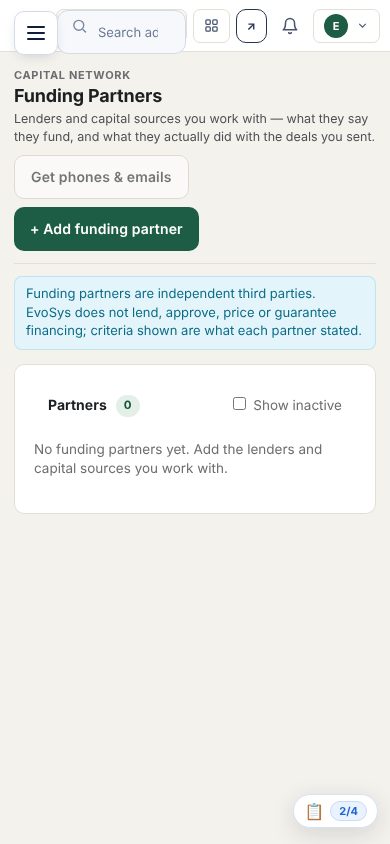 Search ad
E
CAPITAL NETWORK
Funding Partners
Lenders and capital sources you work with — what they say
they fund, and what they actually did with the deals you sent.
Get phones & emails
+ Add funding partner
Funding partners are independent third parties.
EvoSys does not lend, approve, price or guarantee
financing; criteria shown are what each partner stated.
Partners 0 Show inactive
No funding partners yet. Add the lenders and
capital sources you work with.
2/4